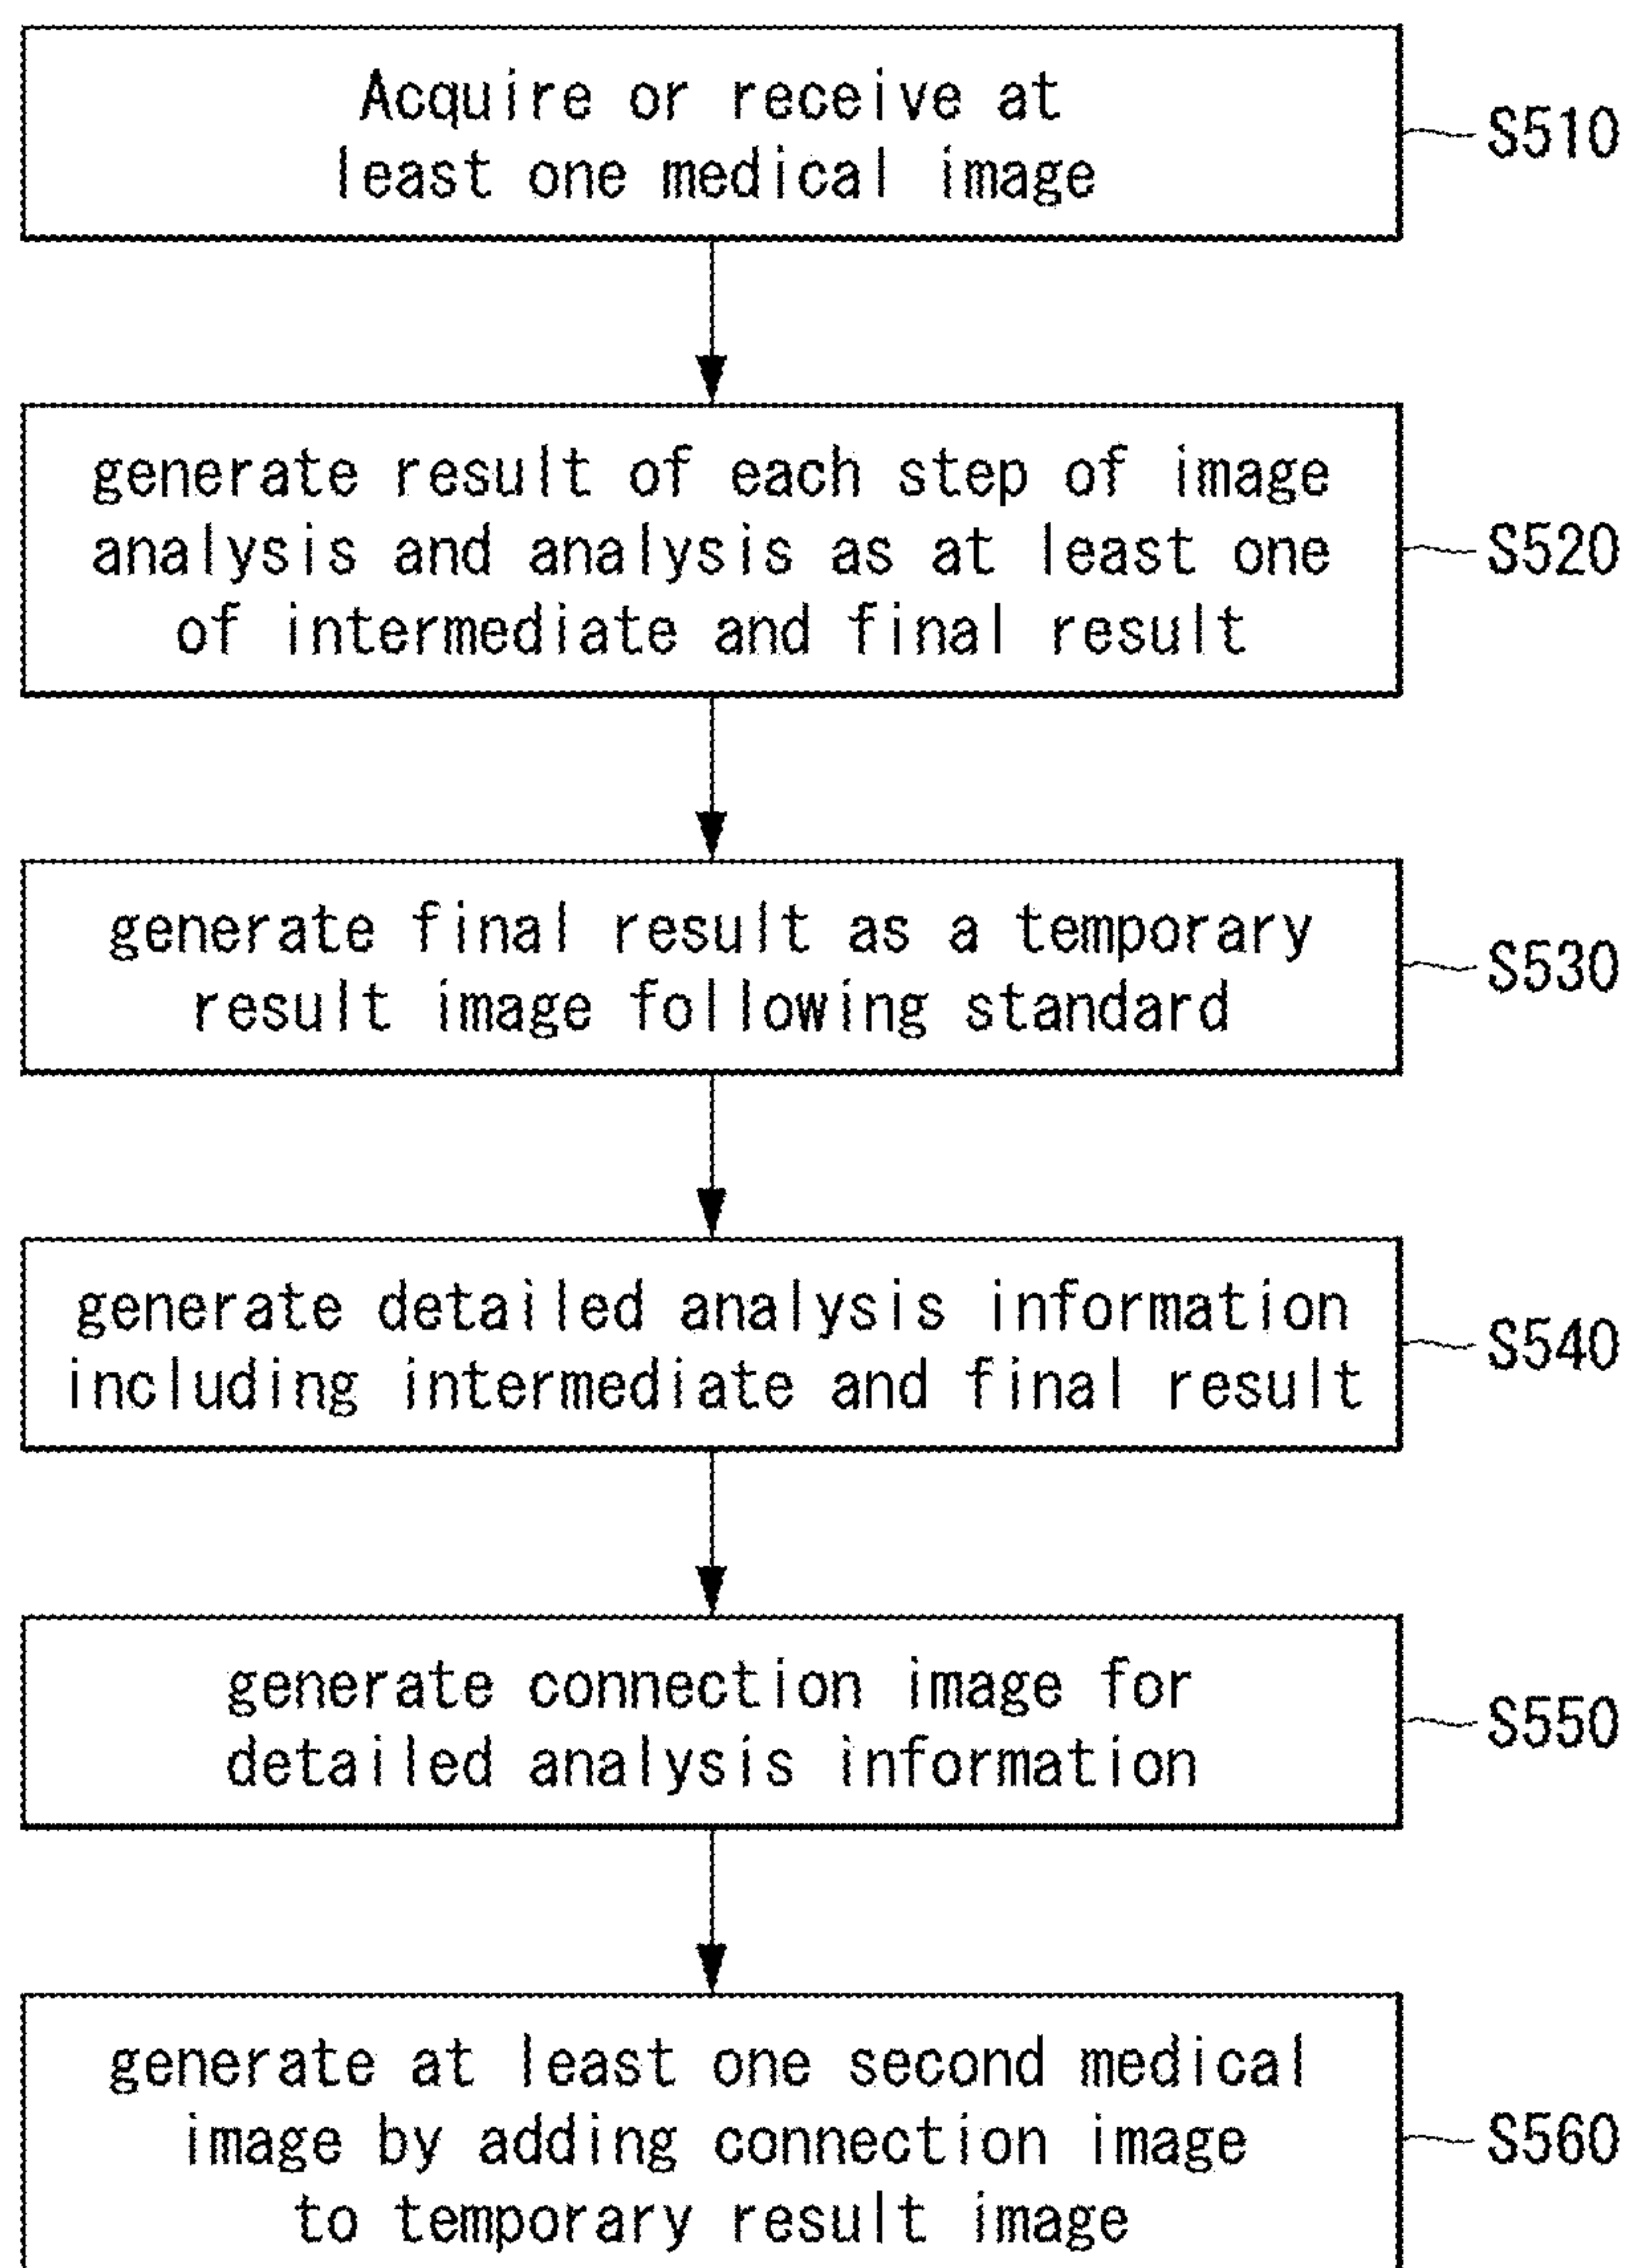 Acquire or receive at
least one medical image
S510
generate result of each step of image
analysis and analysis as at least one
of intermediate and final result
S520
generate final result as a temporary
result image following standard
S530
generate detailed analysis information
including intermediate and final result
S540
generate connection image for
detailed analysis information
S550
generate at least one second medical
image by adding connection image
to temporary result image
S560